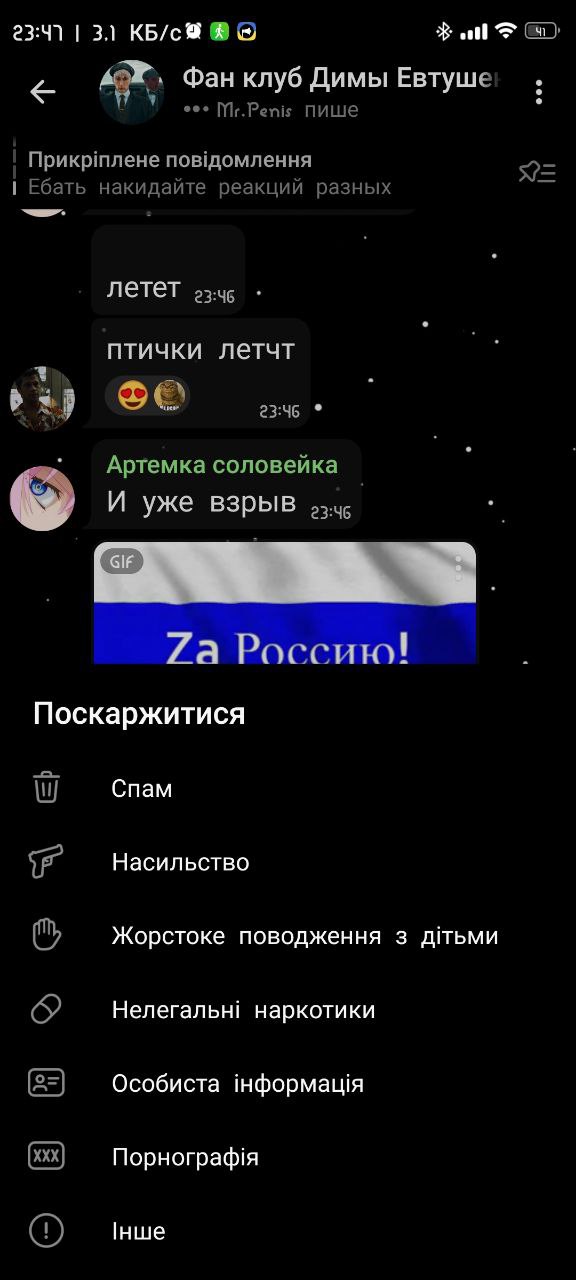 23:47 | 3.1 КБ/с
41
Фан клуб Димы Евтуше
••• Mr.Penis пише
Прикріплене повідомлення
Ебать накидайте реакций разных
летет 23:46
птички летчт
23:46
Артемка соловейка
И уже взрыв 23:46
GIF
Zа Россию!
Поскаржитися
Спам
Насильство
Жорстоке поводження з дітьми
Нелегальні наркотики
Особиста інформація
XXX Порнографія
Інше